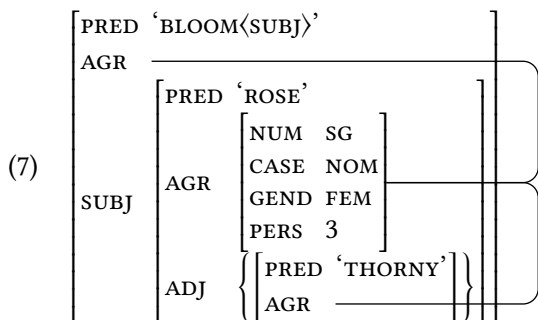 PRED ‘BLOOM⟨SUBJ⟩’
AGR
PRED ‘ROSE’
NUM SG
CASE NOM
(7) SUBJ AGR
GEND FEM
PERS 3
ADJ PRED ‘THORNY’
AGR